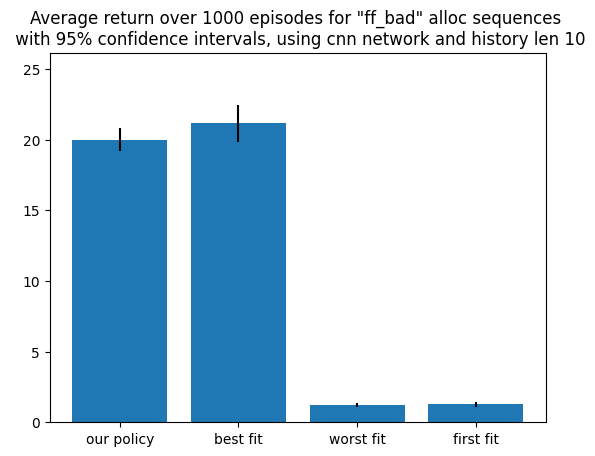 Average return over 1000 episodes for "ff_bad" alloc sequences
with 95% confidence intervals, using cnn network and history len 10
25
20
15
10
5
0
our policy
best fit
worst fit
first fit